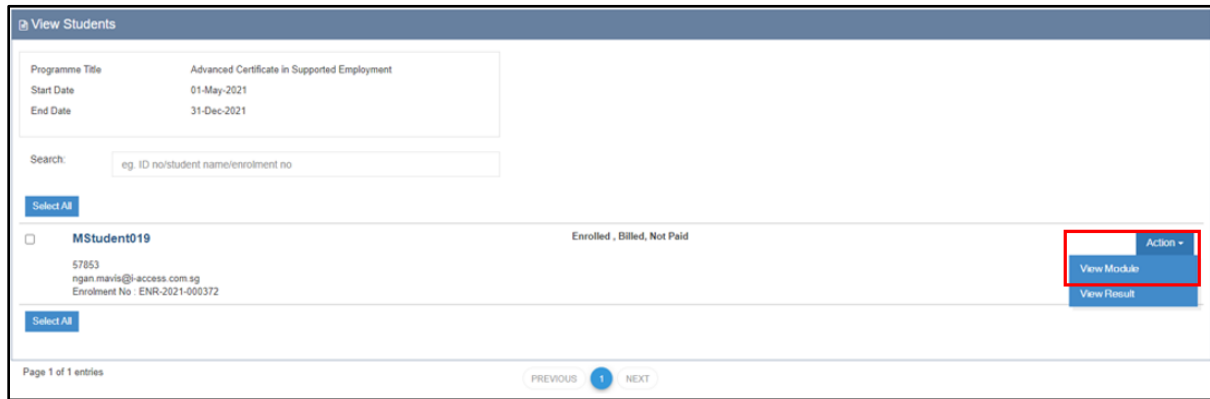 View Students
Programme Title Advanced Certificate in Supported Employment
Start Date 01-May-2021
End Date 31-Dec-2021
Search: eg. ID no/student name/enrolment no
Select All
MStudent019 Enrolled , Billed, Not Paid Action
57853 View Module
ngan.mavis@i-access.com.sg
Enrolment No : ENR-2021-000372 View Result
Select All
Page 1 of 1 entries PREVIOUS 1 NEXT